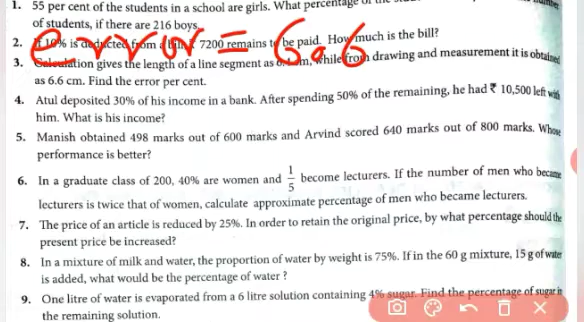 1. 55 per cent of the students in a school are girls. What percentage
of students, if there are 216 boys.
error = 6.6
2. If 10% is deducted from a bill, ₹ 7200 remains to be paid. How much is the bill?
3. Calculation gives the length of a line segment as m, while from drawing and measurement it is obtained
as 6.6 cm. Find the error per cent.
4. Atul deposited 30% of his income in a bank. After spending 50% of the remaining, he had ₹ 10,500 left with
him. What is his income?
5. Manish obtained 498 marks out of 600 marks and Arvind scored 640 marks out of 800 marks. Whose
performance is better?
6. In a graduate class of 200, 40% are women and 1/5 become lecturers. If the number of men who became
lecturers is twice that of women, calculate approximate percentage of men who became lecturers.
7. The price of an article is reduced by 25%. In order to retain the original price, by what percentage should the
present price be increased?
8. In a mixture of milk and water, the proportion of water by weight is 75%. If in the 60 g mixture, 15 g of water
is added, what would be the percentage of water ?
9. One litre of water is evaporated from a 6 litre solution containing 4% sugar. Find the percentage of sugar in
the remaining solution.